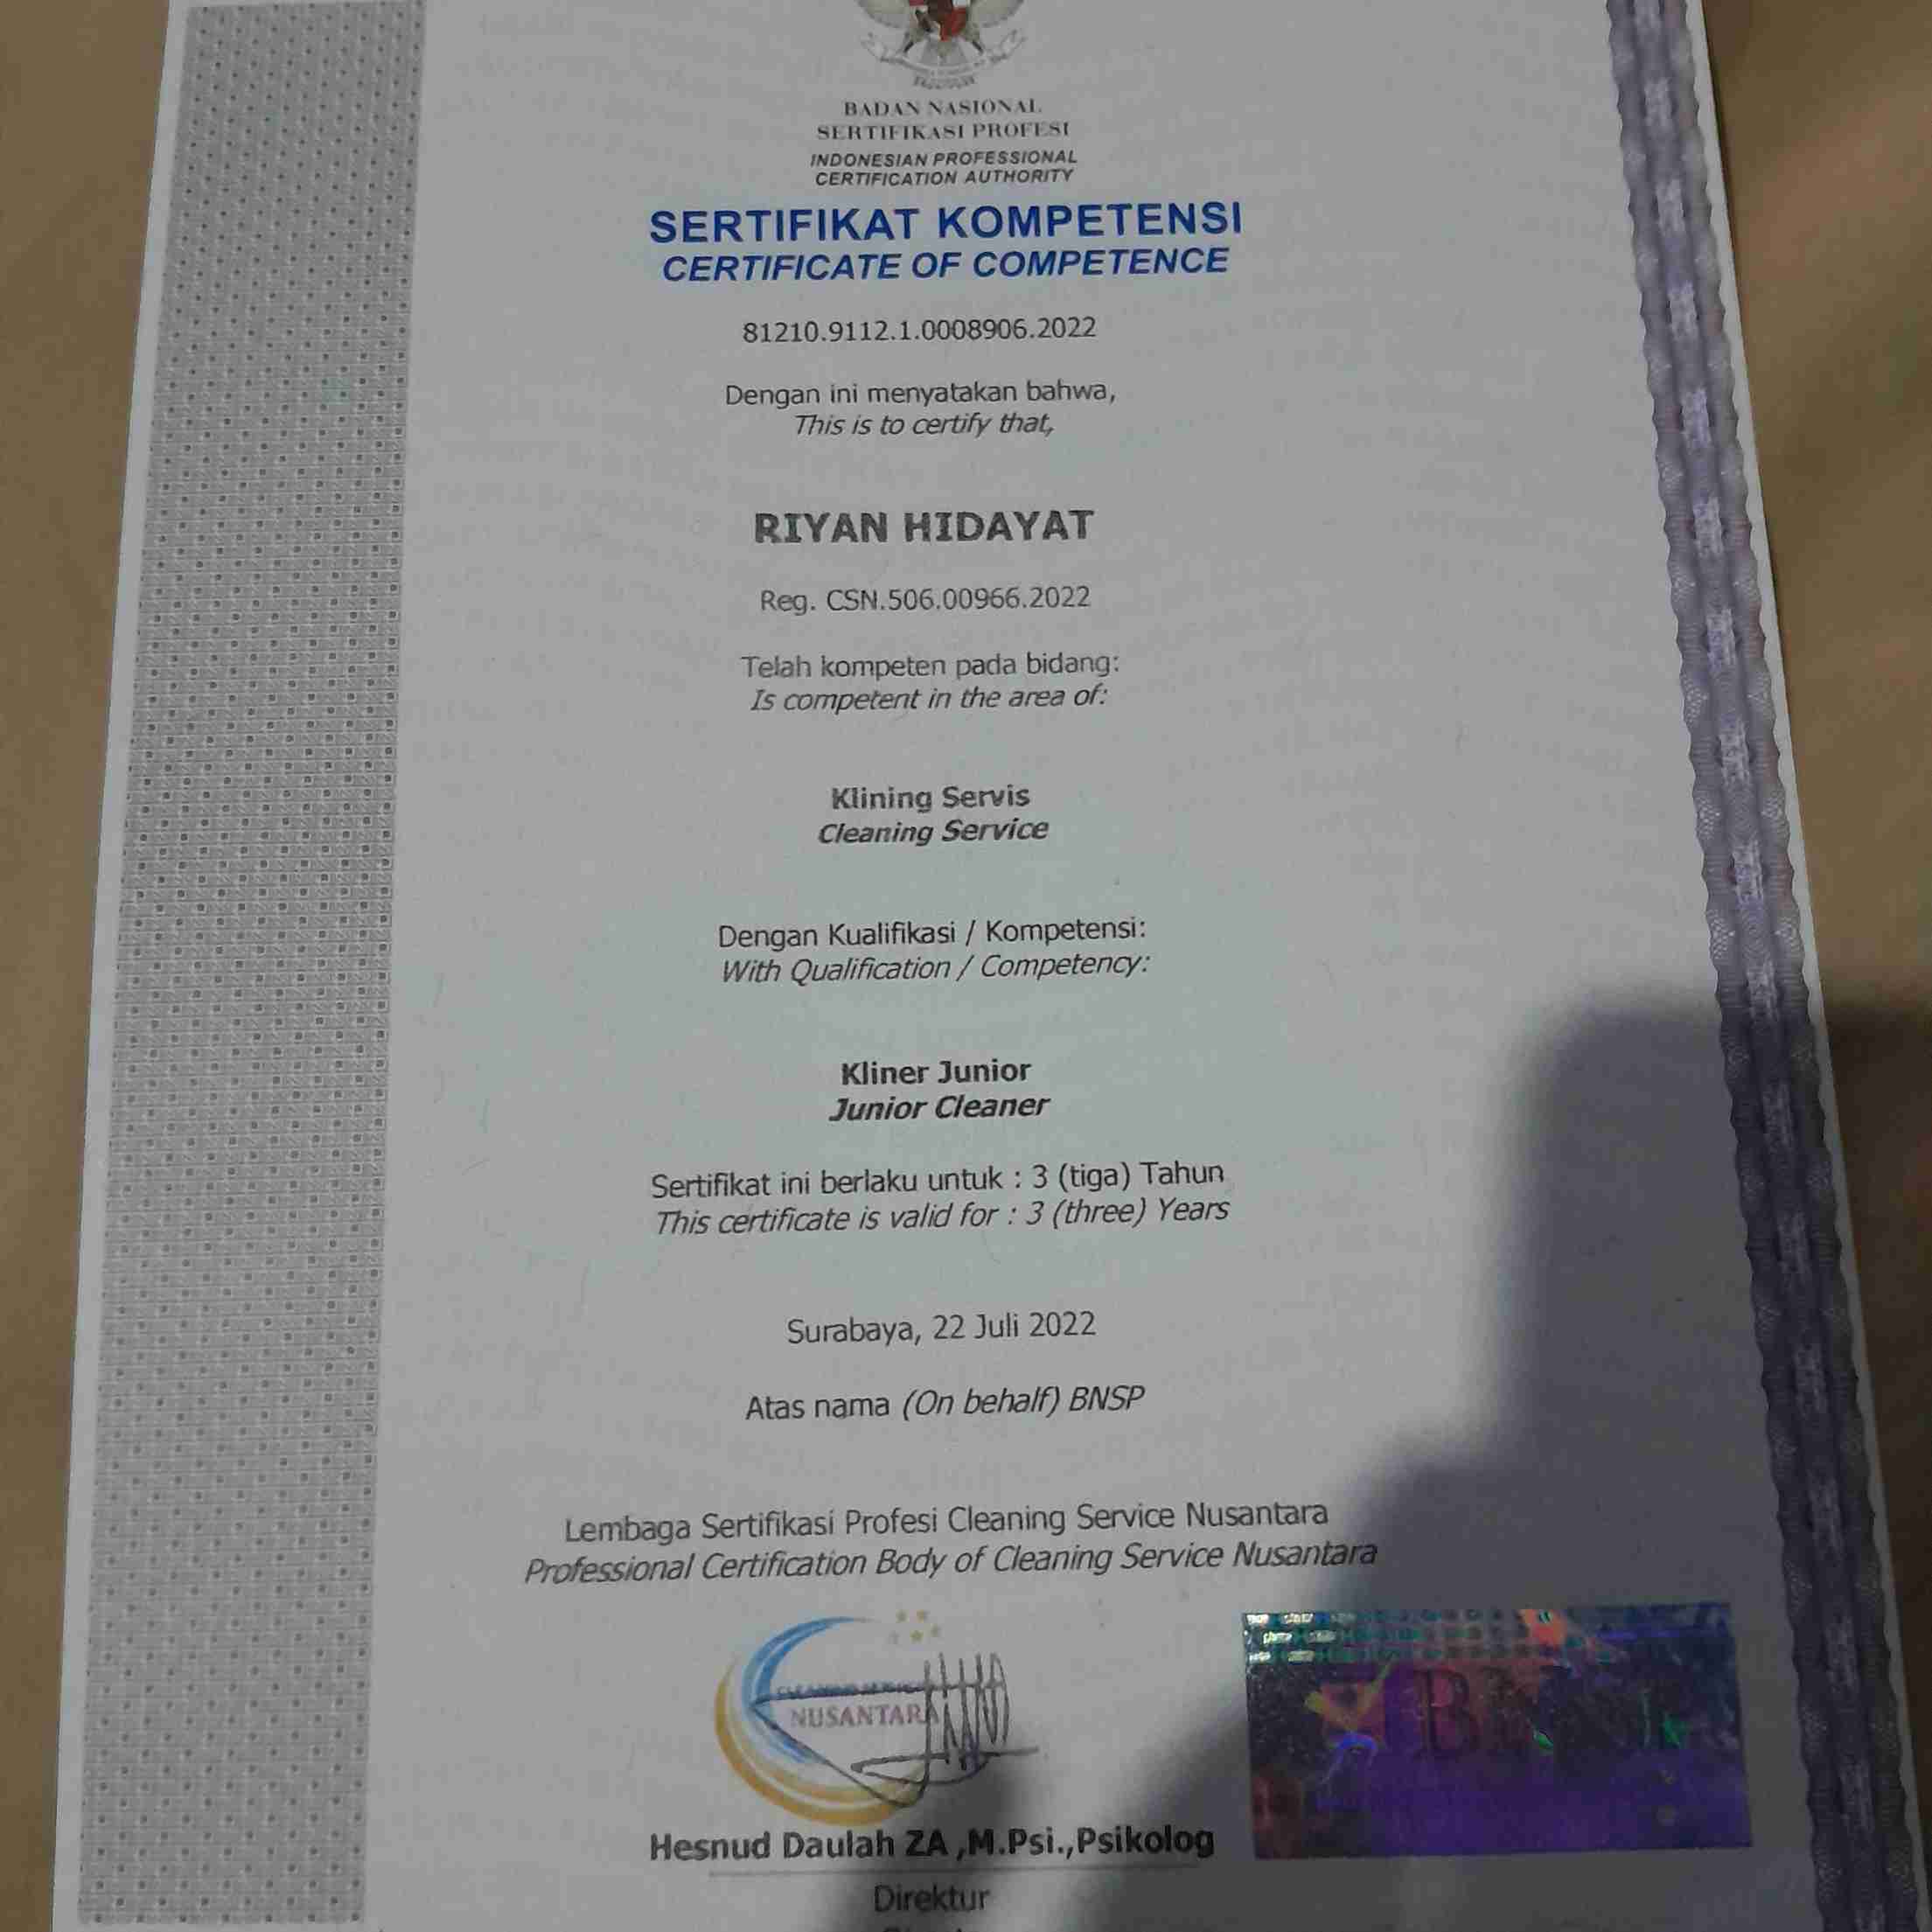 BADAN NASIONAL
SERTIFIKASI PROFESI
INDONESIAN PROFESSIONAL
CERTIFICATION AUTHORITY
SERTIFIKAT KOMPETENSI
CERTIFICATE OF COMPETENCE
81210.9112.1.0008906.2022
Dengan ini menyatakan bahwa,
This is to certify that,
RIYAN HIDAYAT
Reg. CSN.506.00966.2022
Telah kompeten pada bidang:
Is competent in the area of:
Klining Servis
Cleaning Service
Dengan Kualifikasi / Kompetensi:
With Qualification / Competency:
Kliner Junior
Junior Cleaner
Sertifikat ini berlaku untuk : 3 (tiga) Tahun
This certificate is valid for : 3 (three) Years
Surabaya, 22 Juli 2022
Atas nama (On behalf) BNSP
Lembaga Sertifikasi Profesi Cleaning Service Nusantara
Professional Certification Body of Cleaning Service Nusantara
CLEANING SERVICE
NUSANTARA
BNSP
Hesnud Daulah ZA ,M.Psi.,Psikolog
Direktur